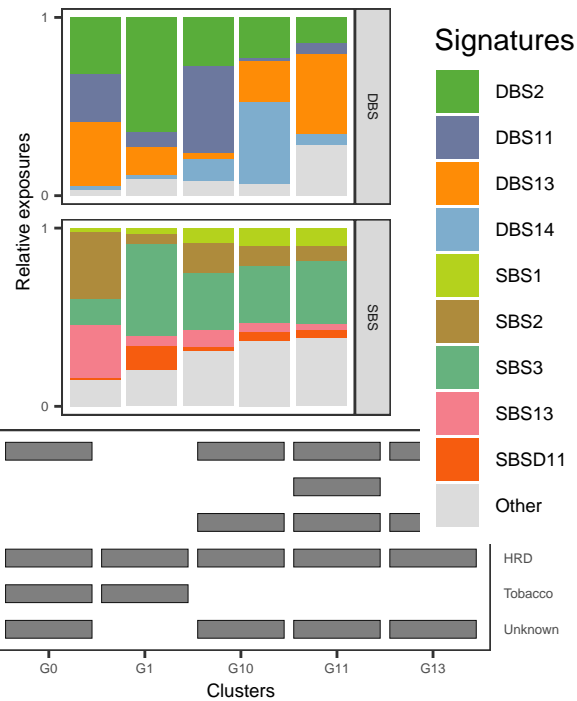 1
Relative exposures
0
DBS
1
0
SBS
Signatures
DBS2
DBS11
DBS13
DBS14
SBS1
SBS2
SBS3
SBS13
SBSD11
Other
HRD
Tobacco
Unknown
G0 G1 G10 G11 G13
Clusters